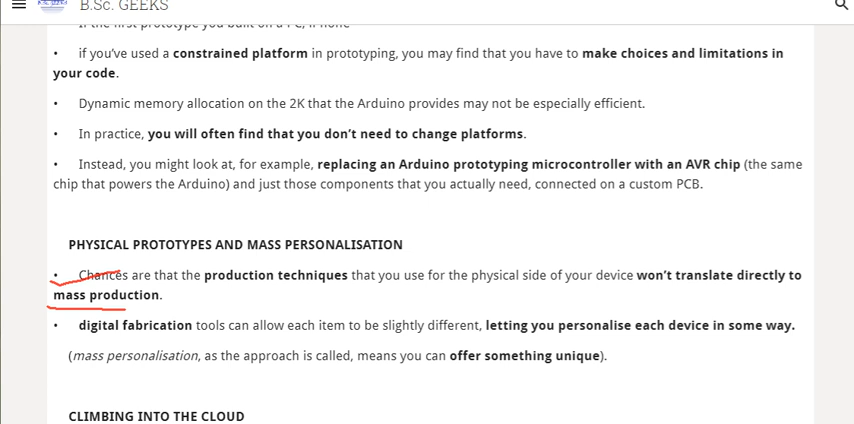 B.Sc. GEEKS
• if you've used a constrained platform in prototyping, you may find that you have to make choices and limitations in
your code.
• Dynamic memory allocation on the 2K that the Arduino provides may not be especially efficient.
• In practice, you will often find that you don't need to change platforms.
• Instead, you might look at, for example, replacing an Arduino prototyping microcontroller with an AVR chip (the same
chip that powers the Arduino) and just those components that you actually need, connected on a custom PCB.
PHYSICAL PROTOTYPES AND MASS PERSONALISATION
• Chances are that the production techniques that you use for the physical side of your device won't translate directly to
mass production.
• digital fabrication tools can allow each item to be slightly different, letting you personalise each device in some way.
(mass personalisation, as the approach is called, means you can offer something unique).
CLIMBING INTO THE CLOUD